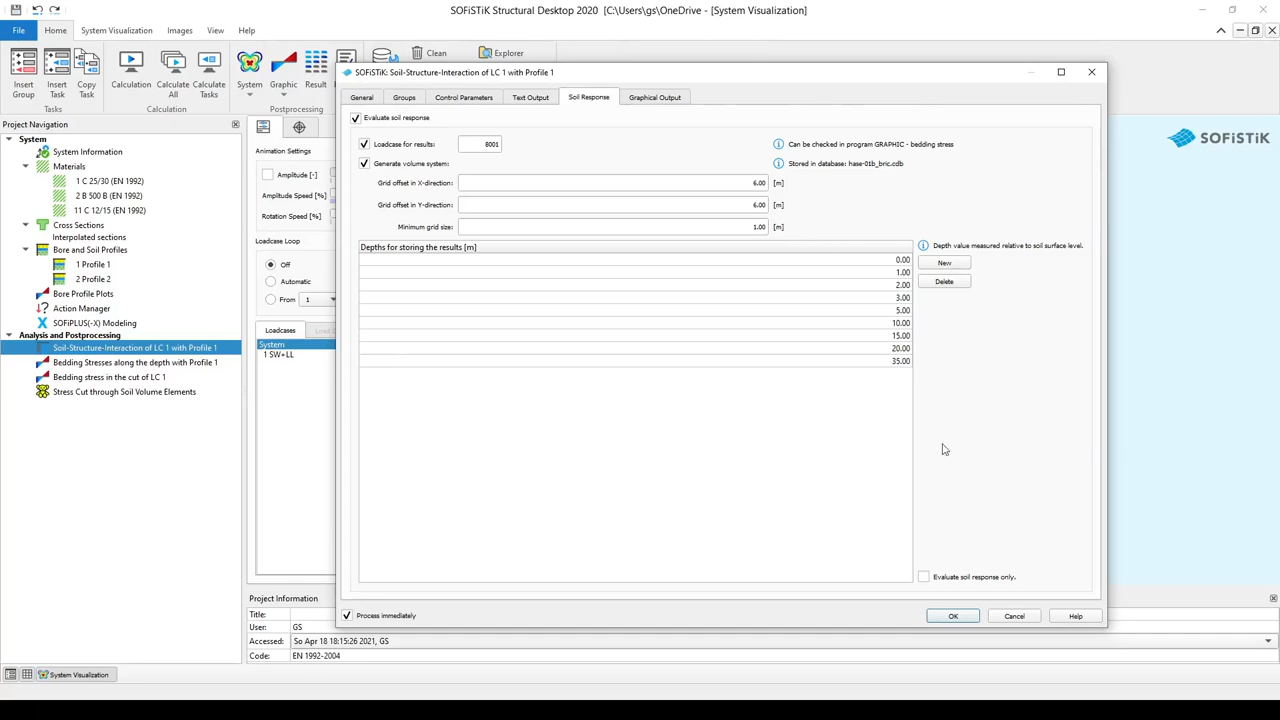 SOFiSTiK Structural Desktop 2020 [C:\Users\gs\OneDrive - [System Visualization]
File
Home
System Visualization
Images
View
Help
Insert Group
Insert Task
Copy Task
Tasks
Calculation
Calculate All
Calculate Tasks
Calculation
System
Graphic
Result
Postprocessing
Clean
Explorer
Project Navigation
System
System Information
Materials
1 C 25/30 (EN 1992)
2 B 500 B (EN 1992)
11 C 12/15 (EN 1992)
Cross Sections
Interpolated sections
Bore and Soil Profiles
1 Profile 1
2 Profile 2
Bore Profile Plots
Action Manager
SOFiPLUS(-X) Modeling
Analysis and Postprocessing
Soil-Structure-Interaction of LC 1 with Profile 1
Bedding Stresses along the depth with Profile 1
Bedding stress in the cut of LC 1
Stress Cut through Soil Volume Elements
Animation Settings
Amplitude [-]
Amplitude Speed [%]
Rotation Speed [%]
Loadcase Loop
Off
Automatic
From 1
Loadcases
System
1 SW+LL
SOFiSTiK: Soil-Structure-Interaction of LC 1 with Profile 1
General
Groups
Control Parameters
Text Output
Soil Response
Graphical Output
Evaluate soil response
Loadcase for results: 8001
Can be checked in program GRAPHIC - bedding stress
Generate volume system:
Stored in database: hase-01b_bric.cdb
Grid offset in X-direction: 6.00 [m]
Grid offset in Y-direction: 6.00 [m]
Minimum grid size: 1.00 [m]
Depths for storing the results [m]
0.00
1.00
2.00
3.00
5.00
10.00
15.00
20.00
35.00
Depth value measured relative to soil surface level.
New
Delete
Evaluate soil response only.
Process immediately
OK
Cancel
Help
SOFiSTiK
Project Information
Title:
User: GS
Accessed: So Apr 18 18:15:26 2021, GS
Code: EN 1992-2004
System Visualization